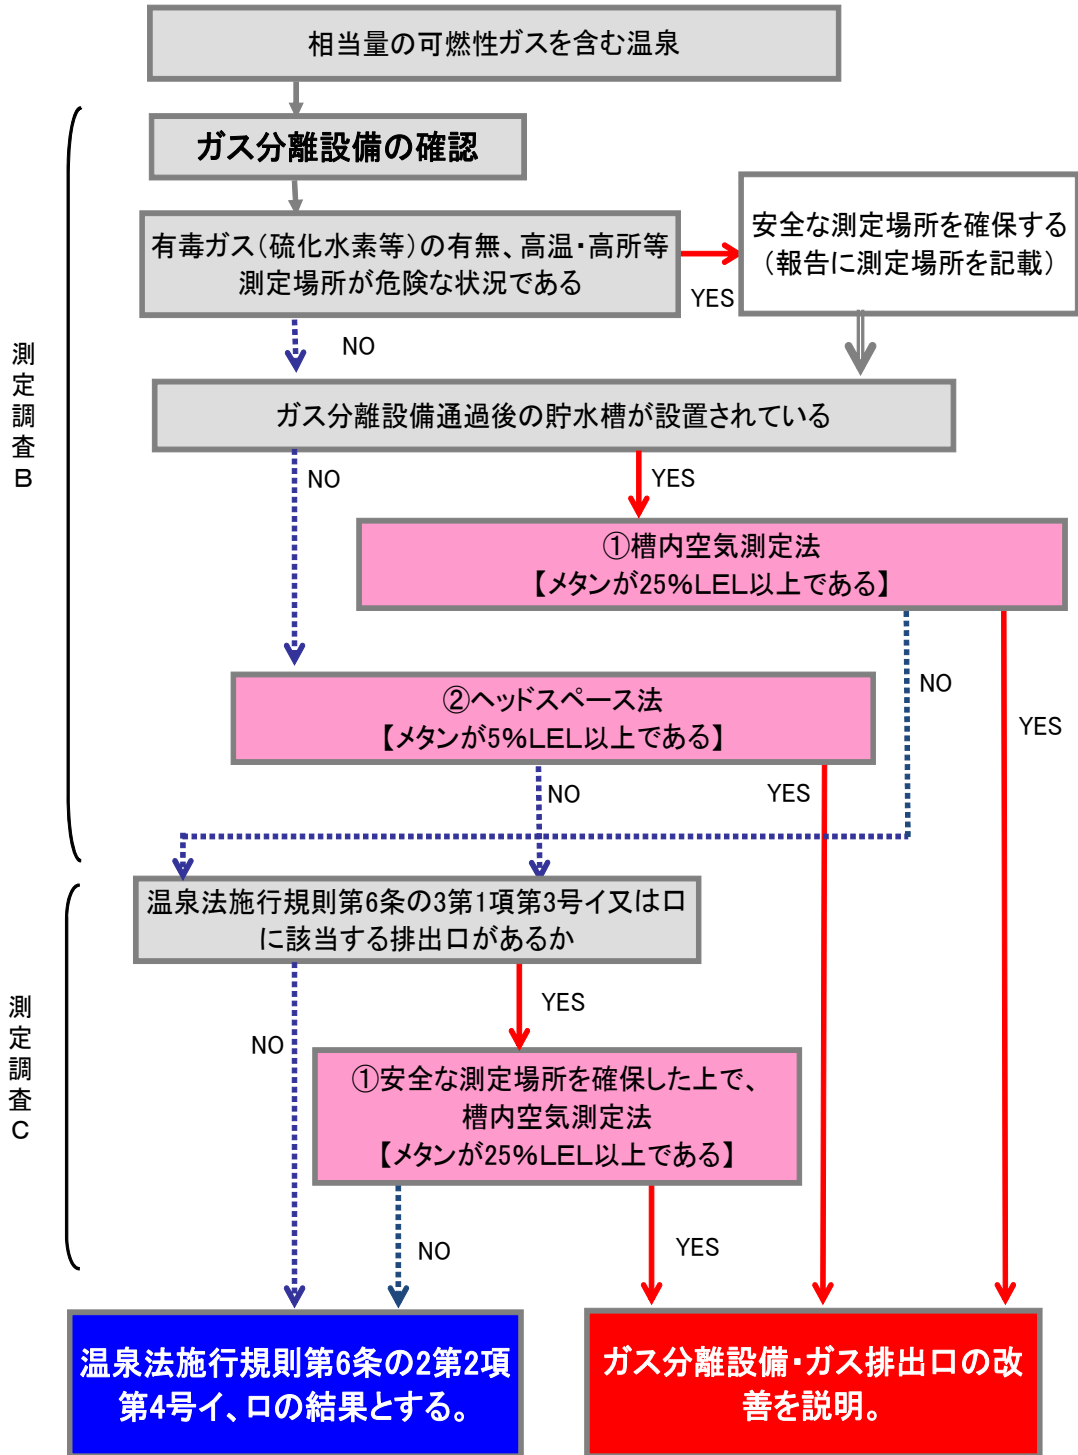 相当量の可燃性ガスを含む温泉
ガス分離設備の確認
有毒ガス(硫化水素等)の有無、高温・高所等
測定場所が危険な状況である
YES
安全な測定場所を確保する
(報告に測定場所を記載)
NO
測定調査B
ガス分離設備通過後の貯水槽が設置されている
NO
YES
①槽内空気測定法
【メタンが25%LEL以上である】
NO
YES
②ヘッドスペース法
【メタンが5%LEL以上である】
NO
YES
温泉法施行規則第6条の3第1項第3号イ又はロ
に該当する排出口があるか
測定調査C
YES
NO
①安全な測定場所を確保した上で、
槽内空気測定法
【メタンが25%LEL以上である】
NO
YES
温泉法施行規則第6条の2第2項
第4号イ、ロの結果とする。
ガス分離設備・ガス排出口の改
善を説明。